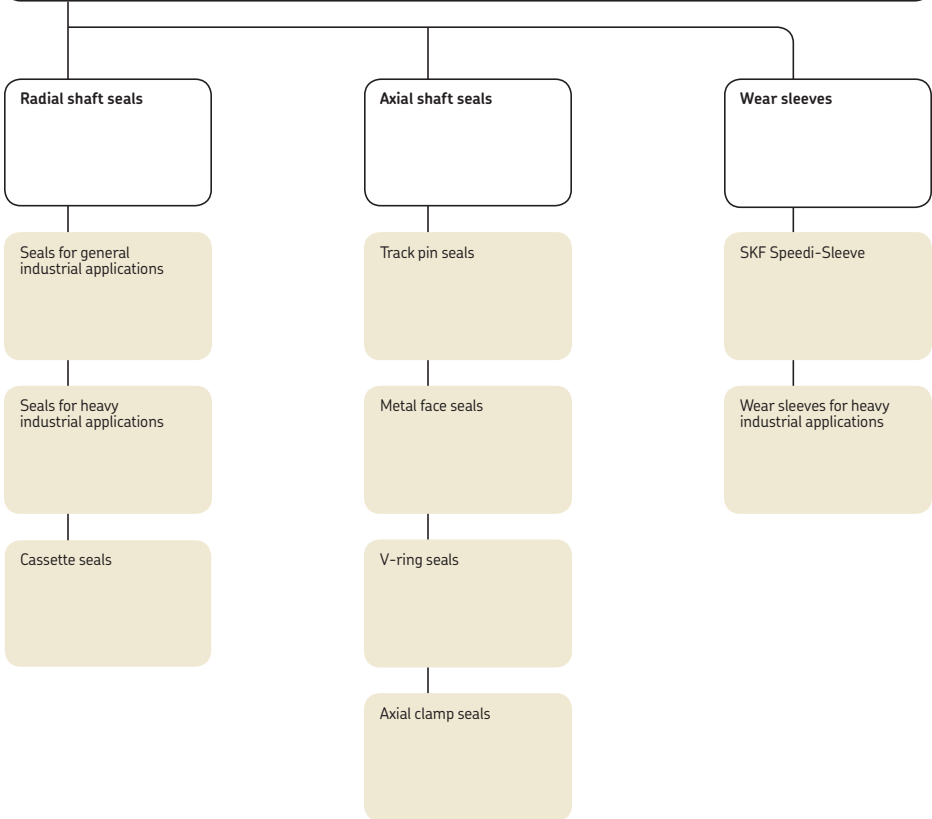 Radial shaft seals
Seals for general
industrial applications
Seals for heavy
industrial applications
Cassette seals
Axial shaft seals
Track pin seals
Metal face seals
V-ring seals
Axial clamp seals
Wear sleeves
SKF Speedi-Sleeve
Wear sleeves for heavy
industrial applications